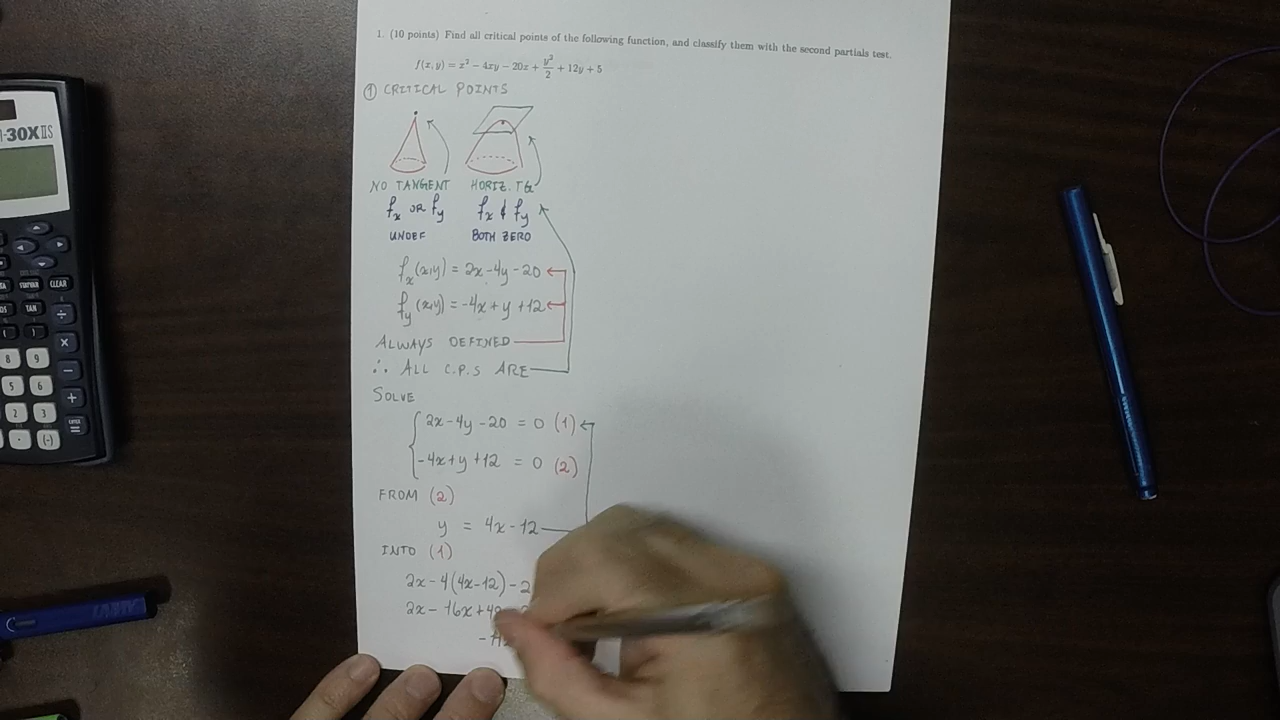 1. (10 points) Find all critical points of the following function, and classify them with the second partials test.
f(x, y) = x² − 4xy − 20x + y²/2 + 12y + 5
① CRITICAL POINTS
NO TANGENT HORIZ. TG
fx OR fy fx & fy
UNDEF BOTH ZERO
fx(x,y) = 2x-4y-20
fy(x,y) = -4x+y+12
ALWAYS DEFINED
∴ ALL C.P.S ARE
SOLVE
2x-4y-20 = 0 (1)
-4x+y+12 = 0 (2)
FROM (2)
y = 4x-12
INTO (1)
2x-4(4x-12)-2
2x-16x+4
-30X IIS
CLEAR
TAN
÷
×
8 9 −
5 6 +
2 3
. (-)